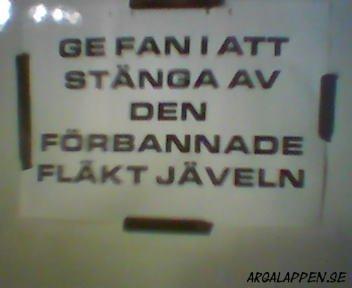 GE FAN I ATT
STÄNGA AV
DEN
FÖRBANNADE
FLÄKT JÄVELN
ARGALAPPEN.SE